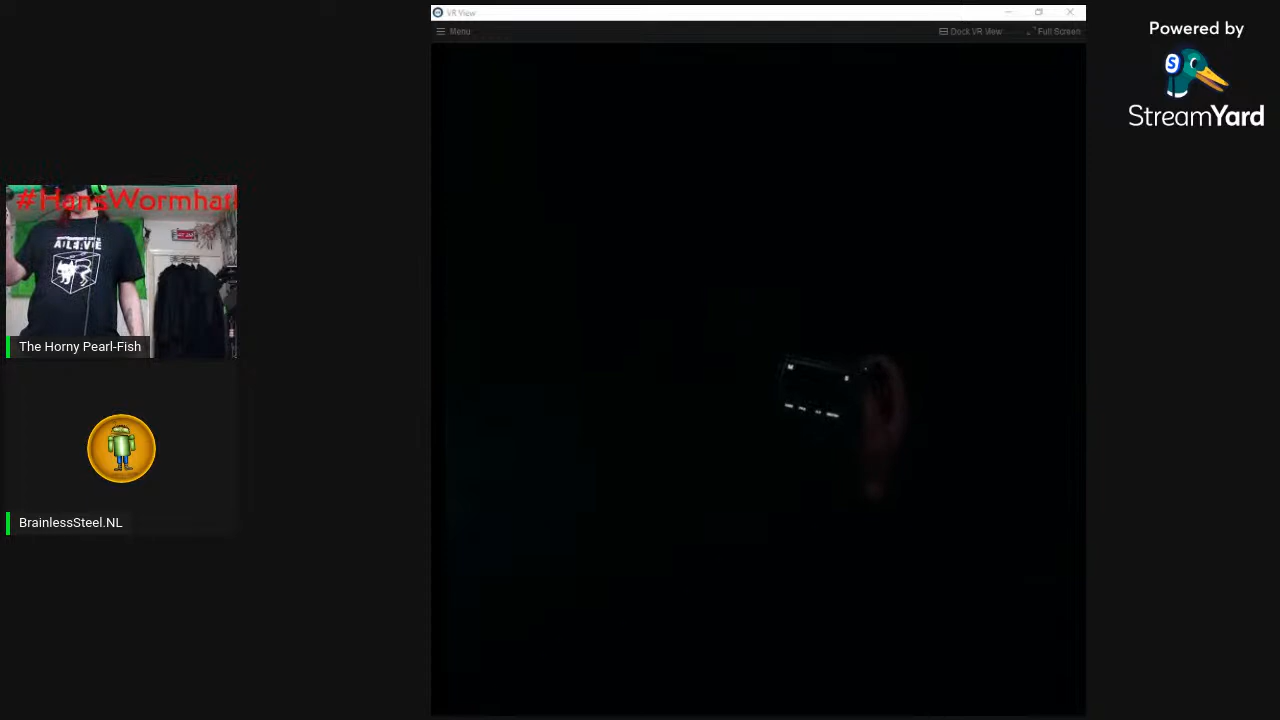 VR View
Menu
Dock VR View
Full Screen
Powered by
StreamYard
#HansWormhat
The Horny Pearl-Fish
BrainlessSteel.NL